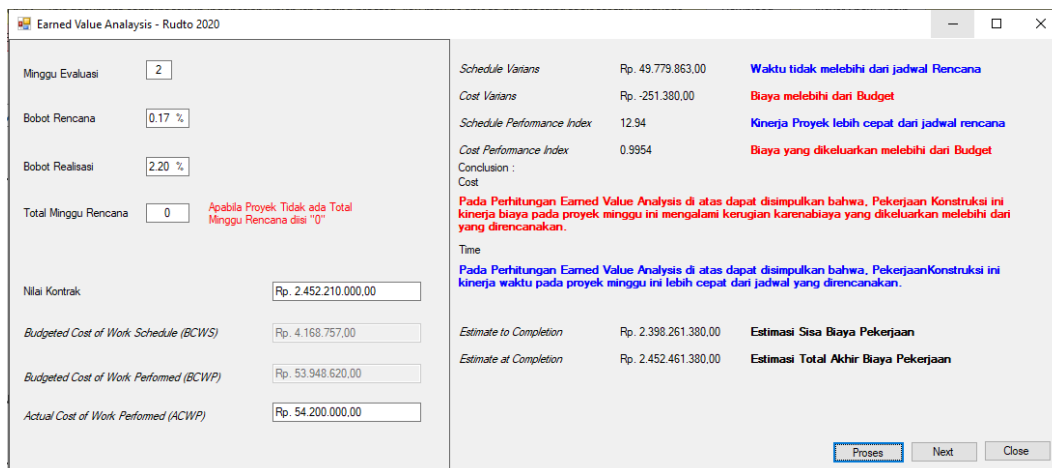 Earned Value Analaysis - Rudto 2020
Minggu Evaluasi 2
Bobot Rencana 0.17 %
Bobot Realisasi 2.20 %
Total Minggu Rencana 0 Apabila Proyek Tidak ada Total
Minggu Rencana diisi "0"
Nilai Kontrak Rp. 2.452.210.000,00
Budgeted Cost of Work Schedule (BCWS) Rp. 4.168.757,00
Budgeted Cost of Work Performed (BCWP) Rp. 53.948.620,00
Actual Cost of Work Performed (ACWP) Rp. 54.200.000,00
Schedule Varians Rp. 49.779.863,00 Waktu tidak melebihi dari jadwal Rencana
Cost Varians Rp. -251.380,00 Biaya melebihi dari Budget
Schedule Performance Index 12.94 Kinerja Proyek lebih cepat dari jadwal rencana
Cost Performance Index 0.9954 Biaya yang dikeluarkan melebihi dari Budget
Conclusion :
Cost
Pada Perhitungan Earned Value Analysis di atas dapat disimpulkan bahwa, Pekerjaan Konstruksi ini
kinerja biaya pada proyek minggu ini mengalami kerugian karenabiaya yang dikeluarkan melebihi dari
yang direncanakan.
Time
Pada Perhitungan Earned Value Analysis di atas dapat disimpulkan bahwa, PekerjaanKonstruksi ini
kinerja waktu pada proyek minggu ini lebih cepat dari jadwal yang direncanakan.
Estimate to Completion Rp. 2.398.261.380,00 Estimasi Sisa Biaya Pekerjaan
Estimate at Completion Rp. 2.452.461.380,00 Estimasi Total Akhir Biaya Pekerjaan
Proses Next Close